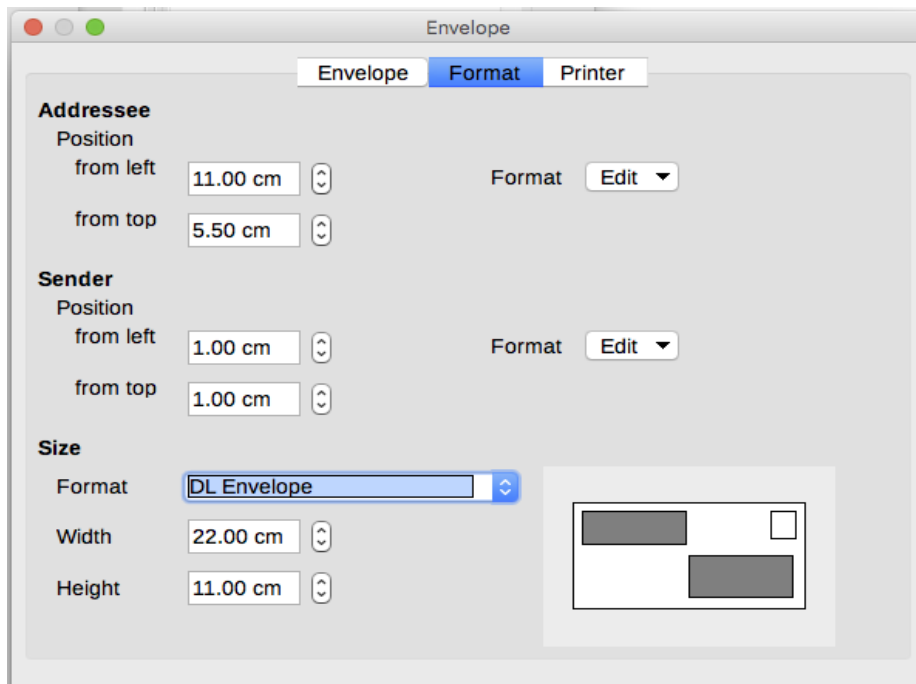 Envelope
Envelope Format Printer
Addressee
Position
from left 11.00 cm Format Edit
from top 5.50 cm
Sender
Position
from left 1.00 cm Format Edit
from top 1.00 cm
Size
Format DL Envelope
Width 22.00 cm
Height 11.00 cm